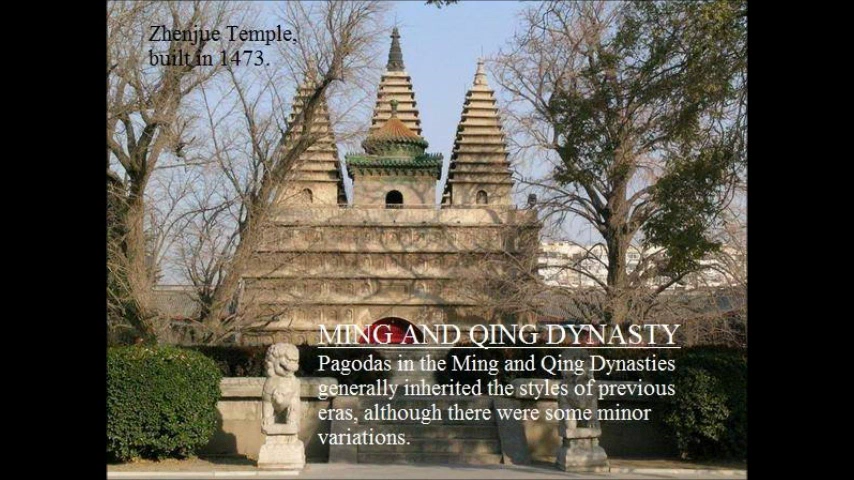 Zhenjue Temple,
built in 1473.
MING AND QING DYNASTY
Pagodas in the Ming and Qing Dynasties
generally inherited the styles of previous
eras, although there were some minor
variations.